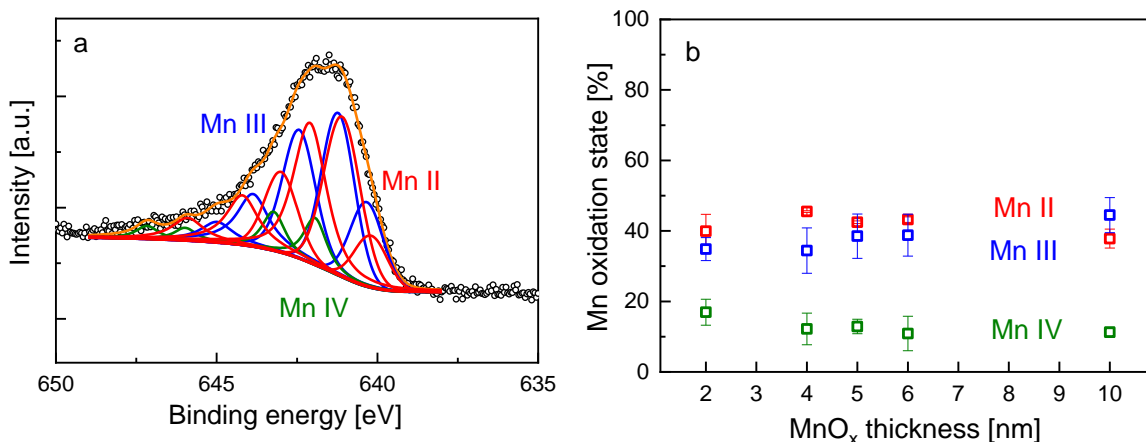 a
Intensity [a.u.]
Mn III
Mn II
Mn IV
650 645 640 635
Binding energy [eV]
b
Mn oxidation state [%]
100
80
60
40
20
0
Mn II
Mn III
Mn IV
2 3 4 5 6 7 8 9 10
MnOₓ thickness [nm]